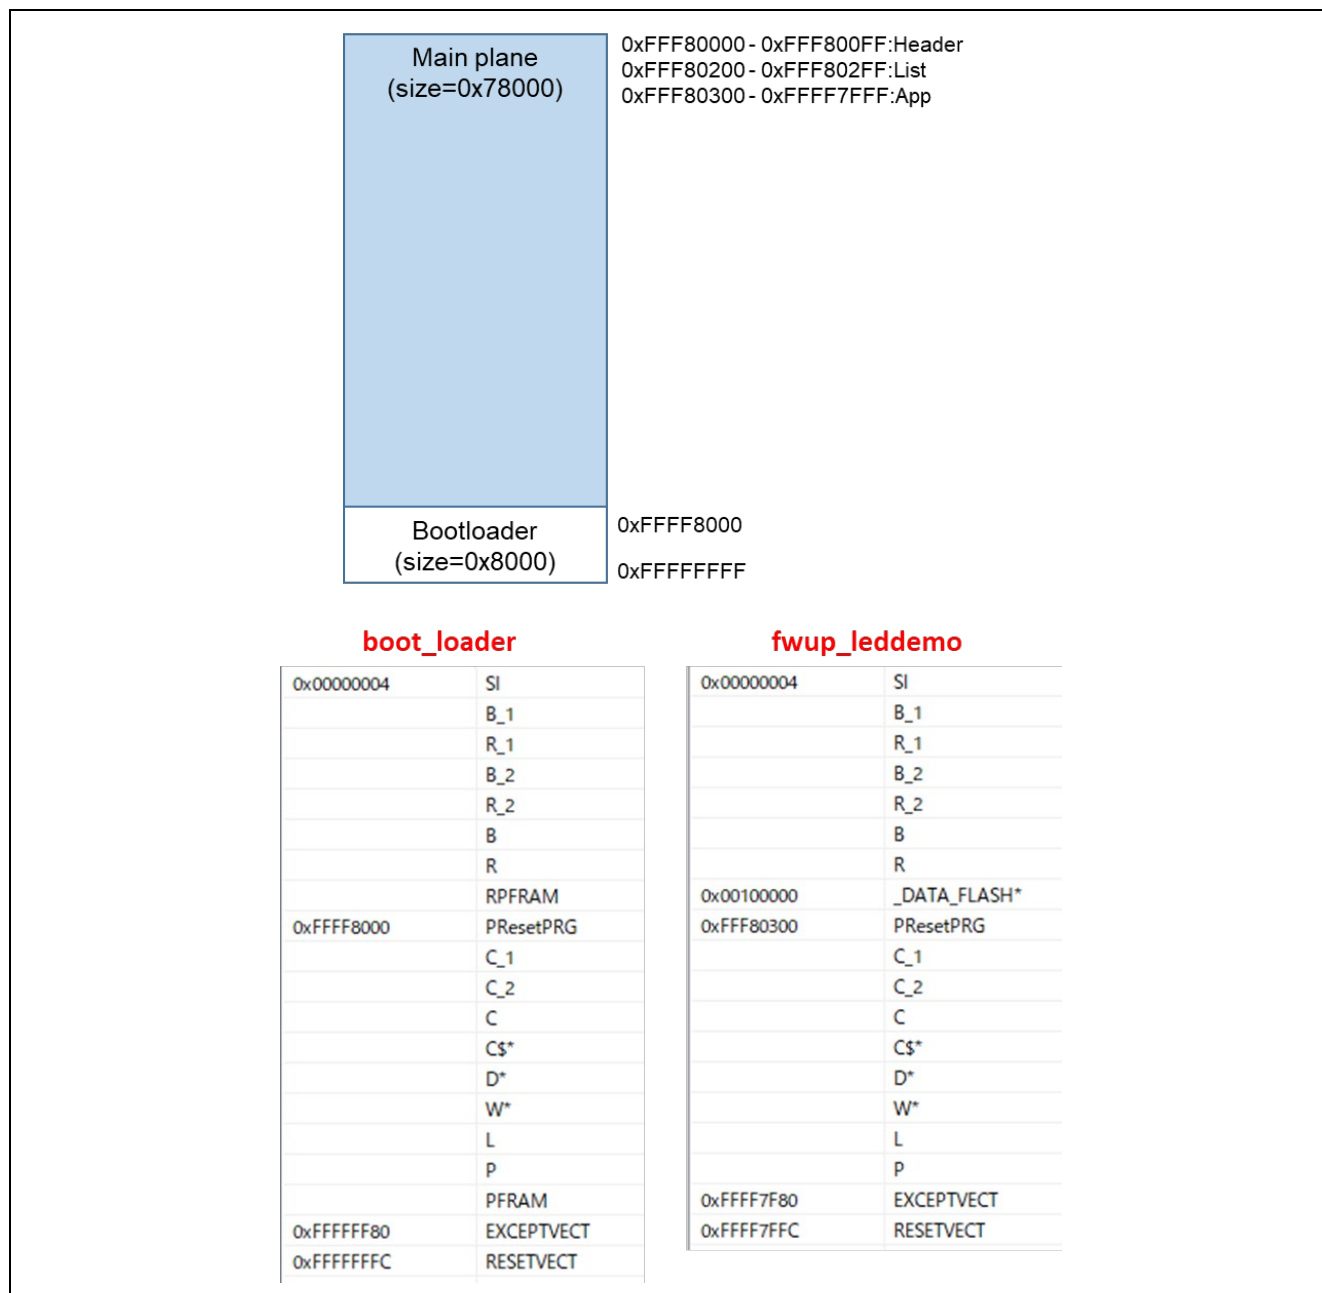 Main plane
(size=0x78000)
0xFFF80000 - 0xFFF800FF:Header
0xFFF80200 - 0xFFF802FF:List
0xFFF80300 - 0xFFFF7FFF:App
Bootloader
(size=0x8000)
0xFFFF8000
0xFFFFFFFF
boot_loader
0x00000004 SI
B_1
R_1
B_2
R_2
B
R
RPFRAM
0xFFFF8000 PResetPRG
C_1
C_2
C
C$*
D*
W*
L
P
PFRAM
0xFFFFFF80 EXCEPTVECT
0xFFFFFFFC RESETVECT
fwup_leddemo
0x00000004 SI
B_1
R_1
B_2
R_2
B
R
0x00100000 _DATA_FLASH*
0xFFF80300 PResetPRG
C_1
C_2
C
C$*
D*
W*
L
P
0xFFFF7F80 EXCEPTVECT
0xFFFF7FFC RESETVECT